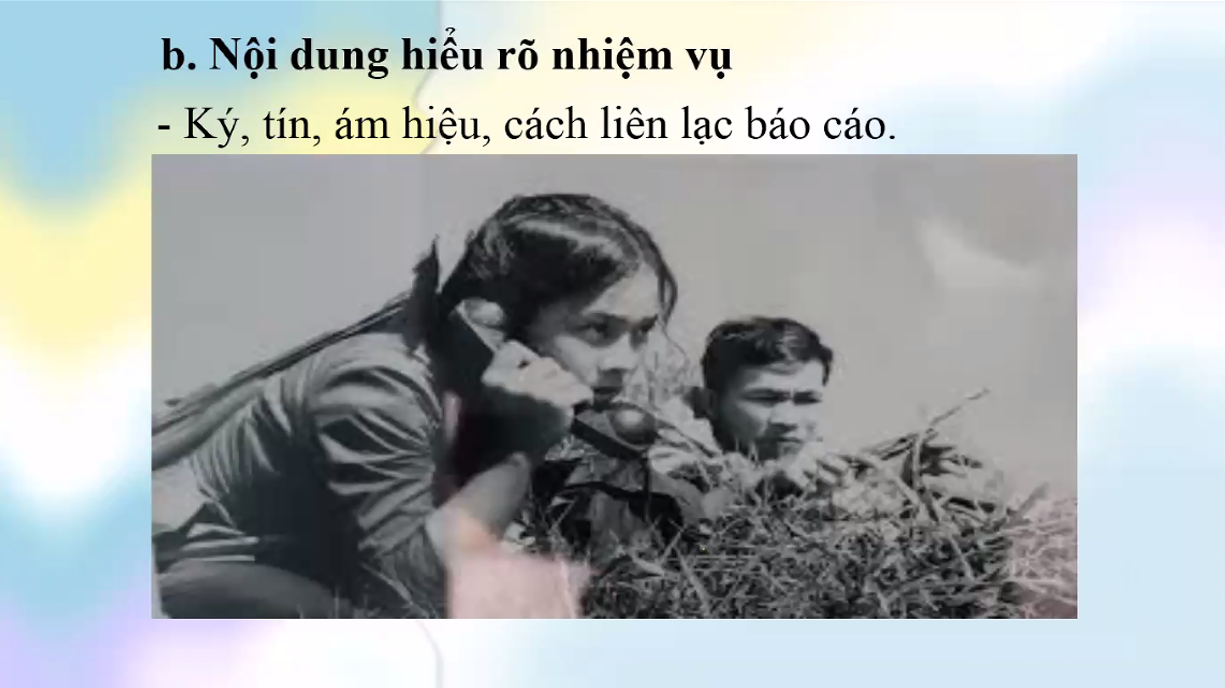 b. Nội dung hiểu rõ nhiệm vụ
- Ký, tín, ám hiệu, cách liên lạc báo cáo.